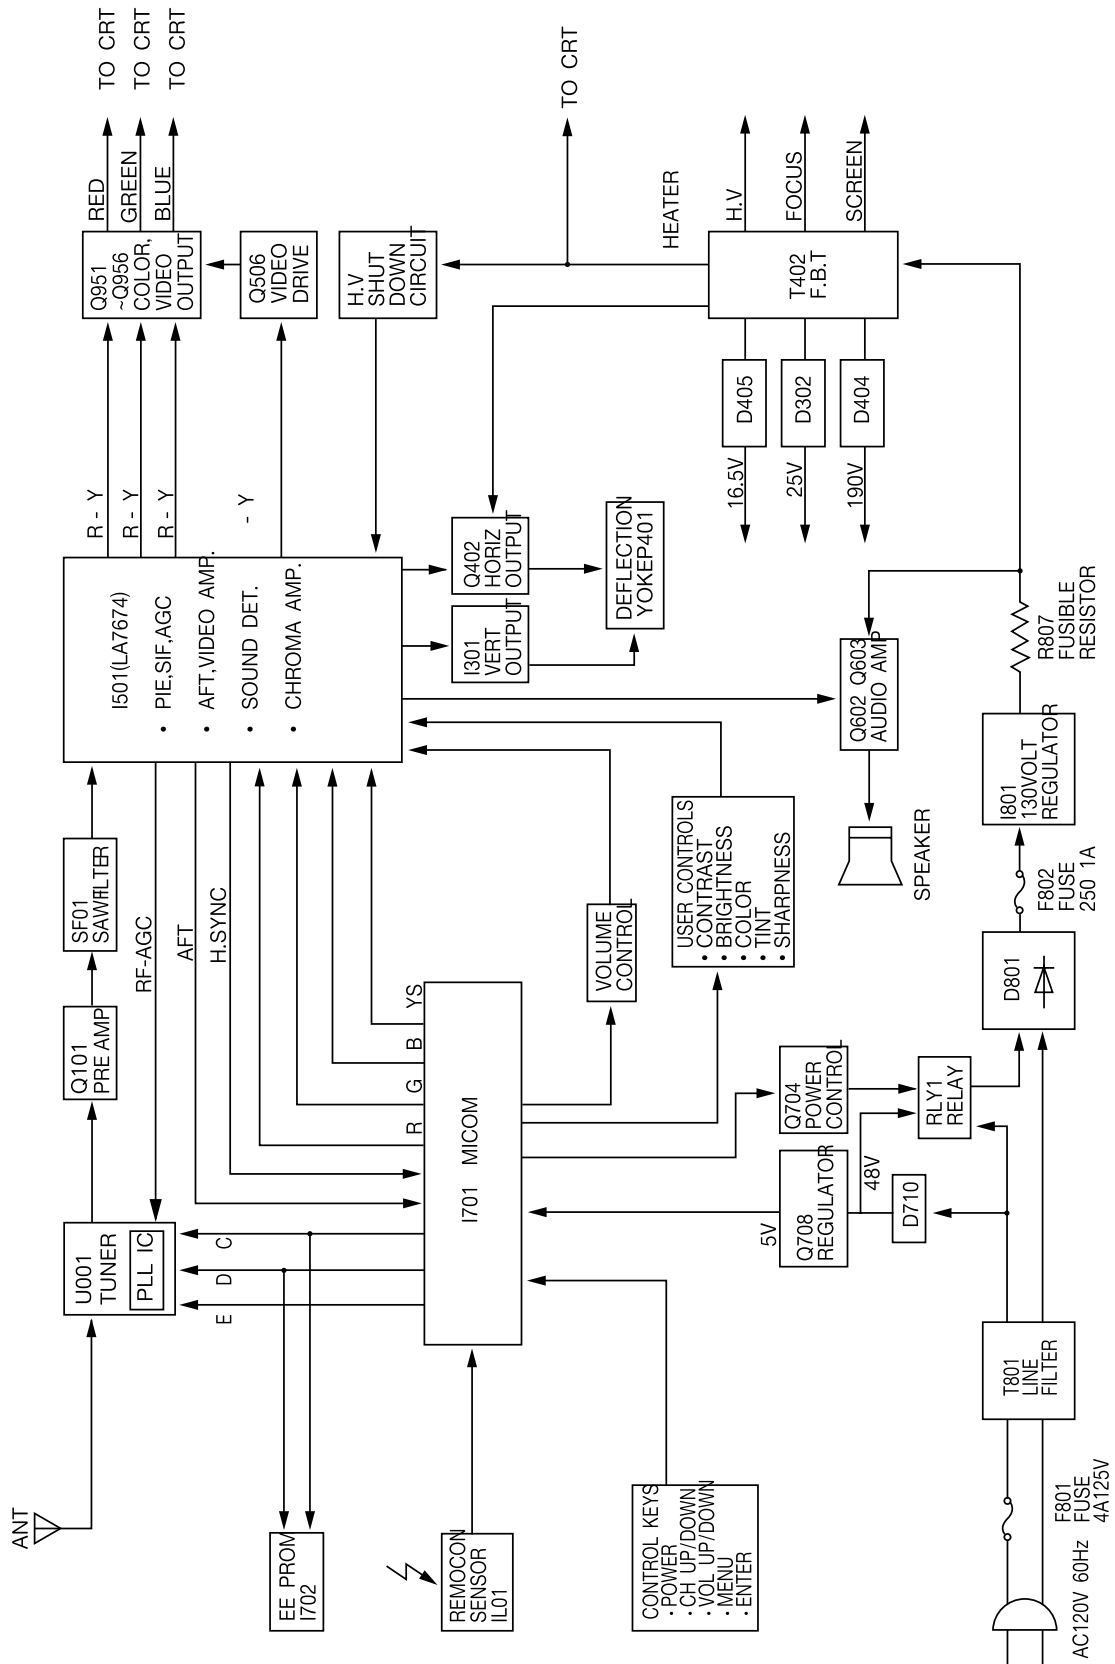 ANT
U001
TUNER
PLL IC
Q101
PRE AMP
SF01
SAWFILTER
I501(LA7674)
• PIE,SIF,AGC
• AFT,VIDEO AMP.
• SOUND DET.
• CHROMA AMP.
R - Y
R - Y
R - Y
- Y
Q951
~Q956
COLOR,
VIDEO
OUTPUT
RED
GREEN
BLUE
TO CRT
TO CRT
TO CRT
Q506
VIDEO
DRIVE
H.V
SHUT
DOWN
CIRCUIT
RF-AGC
AFT
H.SYNC
E
D
C
R
G
B
YS
EE PROM
I702
REMOCON
SENSOR
IL01
I701 MICOM
I301
VERT
OUTPUT
Q402
HORIZ
OUTPUT
DEFLECTION
YOKEP401
TO CRT
HEATER
VOLUME
CONTROL
USER CONTROLS
• CONTRAST
• BRIGHTNESS
• COLOR
• TINT
• SHARPNESS
CONTROL KEYS
· POWER
· CH UP/DOWN
· VOL UP/DOWN
· MENU
· ENTER
5V
Q708
REGULATOR
Q704
POWER
CONTROL
48V
D710
RLY1
RELAY
Q602 Q603
AUDIO AMP
SPEAKER
16.5V
25V
190V
D405
D302
D404
T402
F.B.T
H.V
FOCUS
SCREEN
AC120V 60Hz
F801
FUSE
4A125V
T801
LINE
FILTER
D801
F802
FUSE
250 1A
I801
130VOLT
REGULATOR
R807
FUSIBLE
RESISTOR